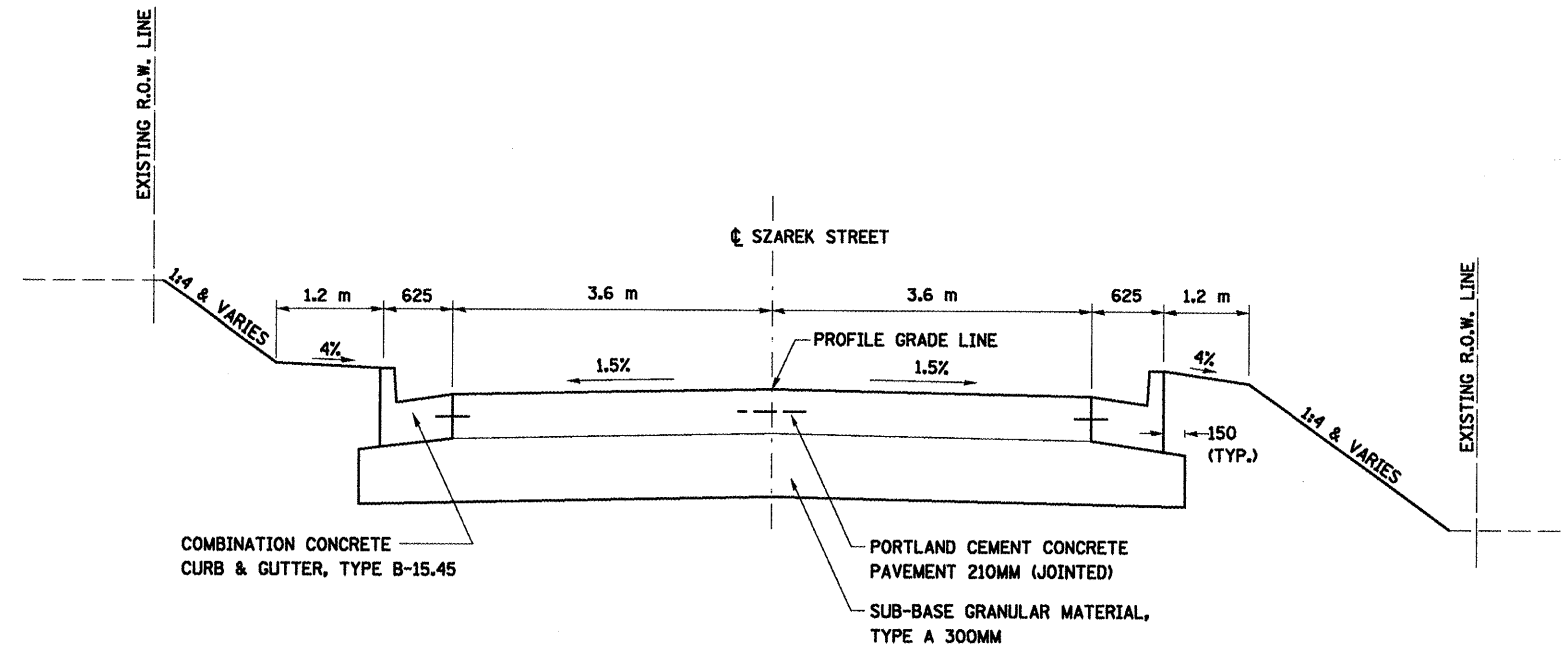 EXISTING R.O.W. LINE
℄ SZAREK STREET
EXISTING R.O.W. LINE
1:4 & VARIES
1.2 m
625
3.6 m
3.6 m
625
1.2 m
PROFILE GRADE LINE
4%
1.5%
1.5%
4%
1:4 & VARIES
150
(TYP.)
COMBINATION CONCRETE
CURB & GUTTER, TYPE B-15.45
PORTLAND CEMENT CONCRETE
PAVEMENT 210MM (JOINTED)
SUB-BASE GRANULAR MATERIAL,
TYPE A 300MM